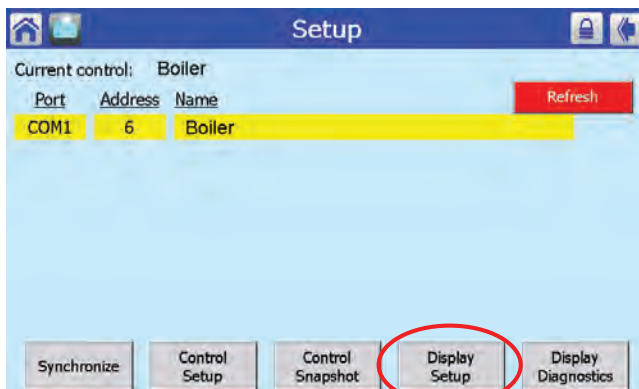 Setup
Current control: Boiler
Refresh
Port Address Name
COM1 6 Boiler
Synchronize
Control
Setup
Control
Snapshot
Display
Setup
Display
Diagnostics